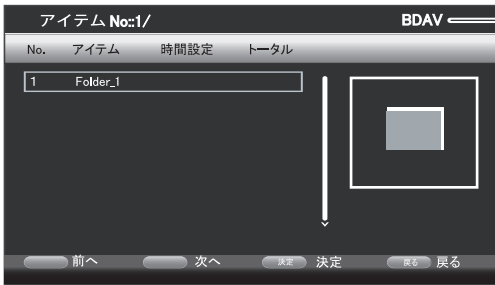 アイテム No.:1/ BDAV
No. アイテム 時間設定 トータル
1 Folder_1
前へ 次へ 決定 決定 戻る 戻る